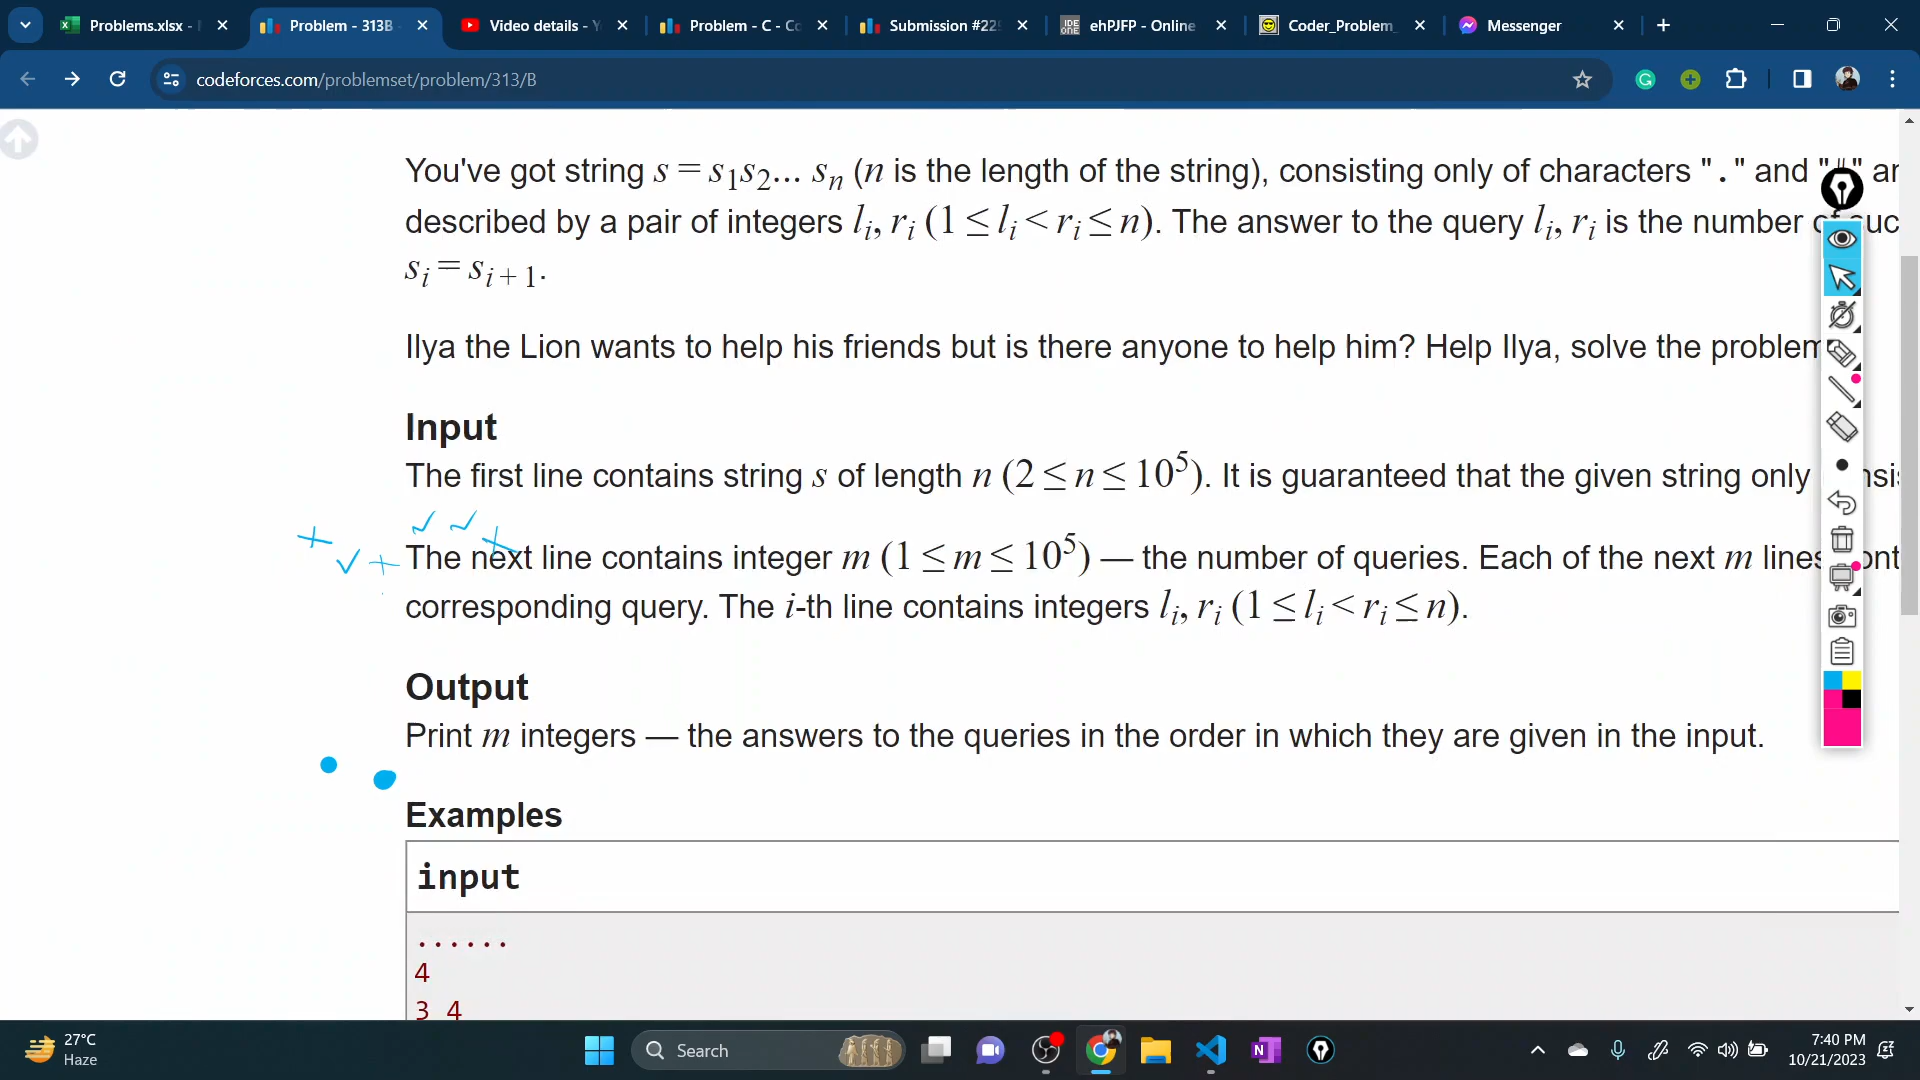 Problems.xlsx -
Problem - 313B
Video details - Y
Problem - C - Co
Submission #225
ehPJFP - Online
Coder_Problem_
Messenger
codeforces.com/problemset/problem/313/B
You've got string s = s1s2... sn (n is the length of the string), consisting only of characters "." and "#" ar
described by a pair of integers li, ri (1 ≤ li < ri ≤ n). The answer to the query li, ri is the number of suc
si = si + 1.
Ilya the Lion wants to help his friends but is there anyone to help him? Help Ilya, solve the problem
Input
The first line contains string s of length n (2 ≤ n ≤ 10^5). It is guaranteed that the given string only consis
The next line contains integer m (1 ≤ m ≤ 10^5) — the number of queries. Each of the next m lines cont
corresponding query. The i-th line contains integers li, ri (1 ≤ li < ri ≤ n).
Output
Print m integers — the answers to the queries in the order in which they are given in the input.
Examples
input
......
4
3 4
27°C
Haze
Search
7:40 PM
10/21/2023